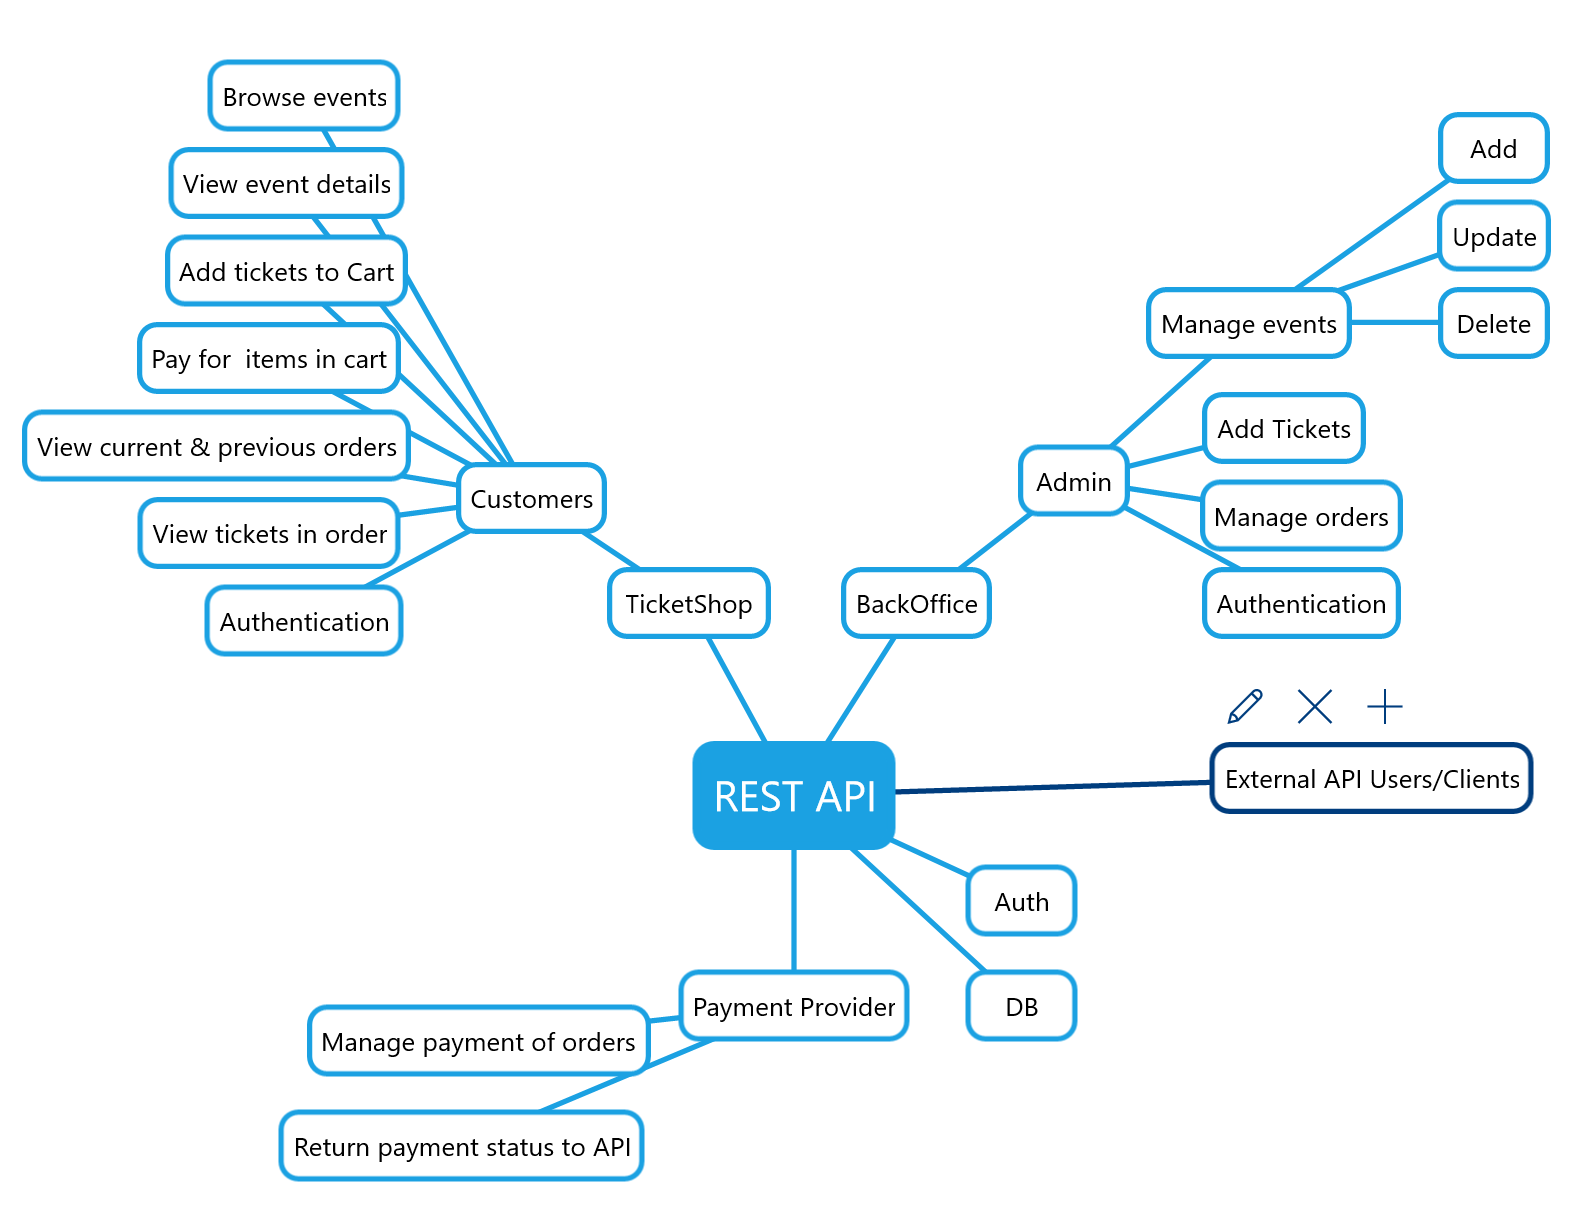 Browse events
View event details
Add tickets to Cart
Pay for  items in cart
View current & previous orders
View tickets in order
Authentication
Customers
TicketShop
Add
Update
Delete
Manage events
Add Tickets
Manage orders
Authentication
Admin
BackOffice
REST API
External API Users/Clients
Auth
DB
Payment Provider
Manage payment of orders
Return payment status to API